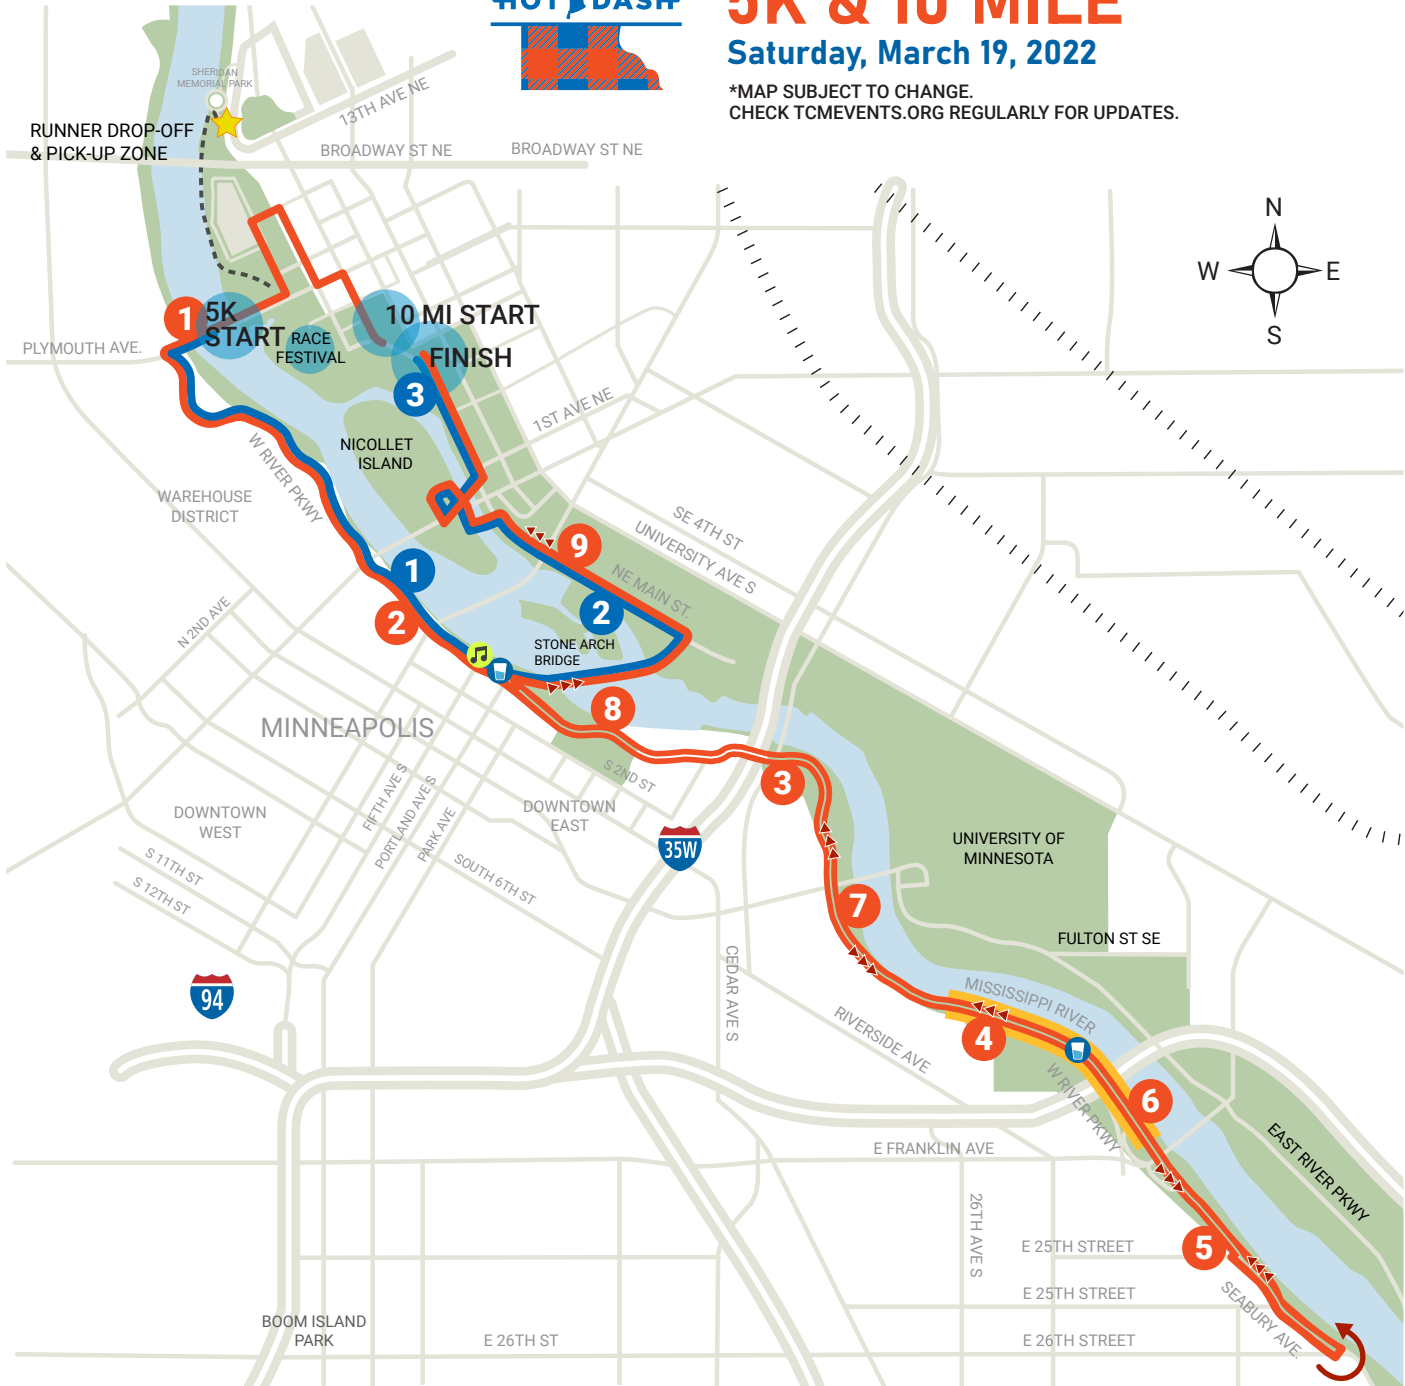 HOT DASH
5K & 10 MILE
Saturday, March 19, 2022
*MAP SUBJECT TO CHANGE.
CHECK TCMEVENTS.ORG REGULARLY FOR UPDATES.
SHERIDAN
MEMORIAL PARK
13TH AVE NE
RUNNER DROP-OFF
& PICK-UP ZONE
BROADWAY ST NE
BROADWAY ST NE
N
W
E
S
1
5K
START
10 MI START
RACE
FESTIVAL
FINISH
PLYMOUTH AVE.
3
1ST AVE NE
NICOLLET
ISLAND
W RIVER PKWY
WAREHOUSE
DISTRICT
SE 4TH ST
UNIVERSITY AVE S
9
1
NE MAIN ST.
2
2
N 2ND AVE
STONE ARCH
BRIDGE
8
MINNEAPOLIS
S 2ND ST
3
FIFTH AVE S
PORTLAND AVE S
PARK AVE
DOWNTOWN
WEST
DOWNTOWN
EAST
35W
UNIVERSITY OF
MINNESOTA
S 11TH ST
S 12TH ST
SOUTH 6TH ST
7
FULTON ST SE
CEDAR AVE S
94
MISSISSIPPI RIVER
RIVERSIDE AVE
4
W RIVER PKWY
6
E FRANKLIN AVE
EAST RIVER PKWY
26TH AVE S
E 25TH STREET
5
E 25TH STREET
SEABURY AVE.
BOOM ISLAND
PARK
E 26TH ST
E 26TH STREET